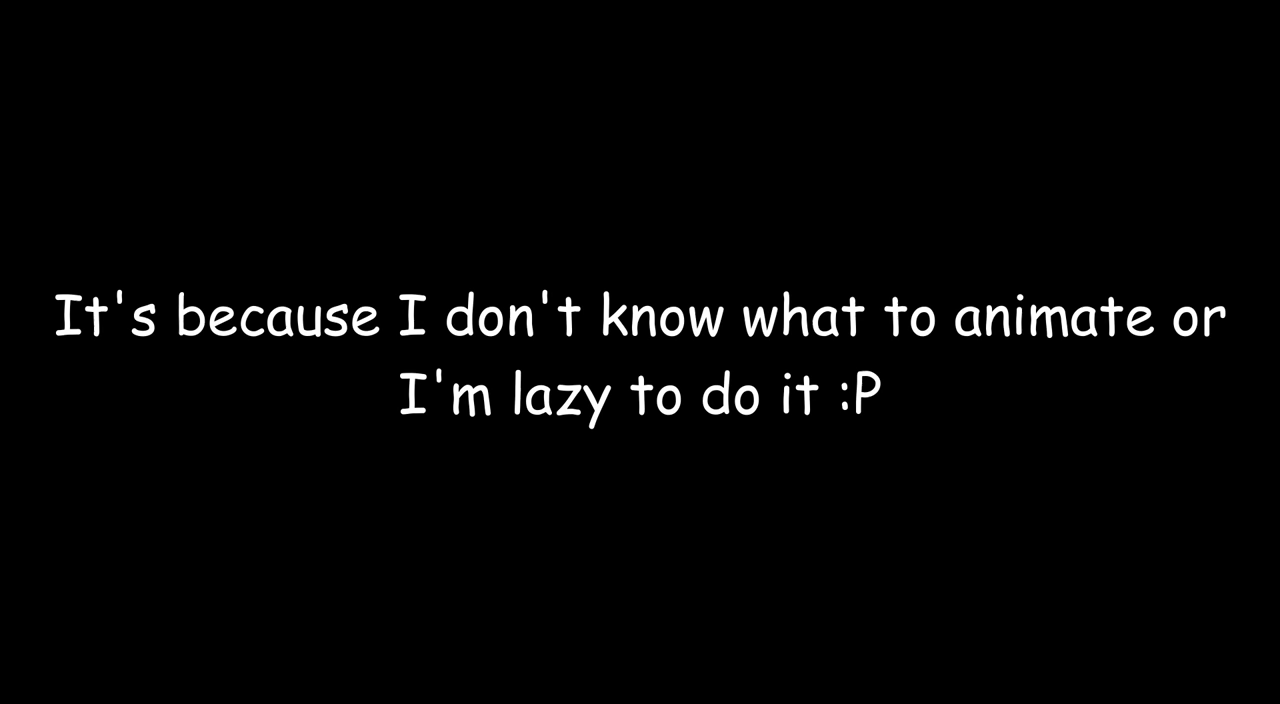 It's because I don't know what to animate or
I'm lazy to do it :P